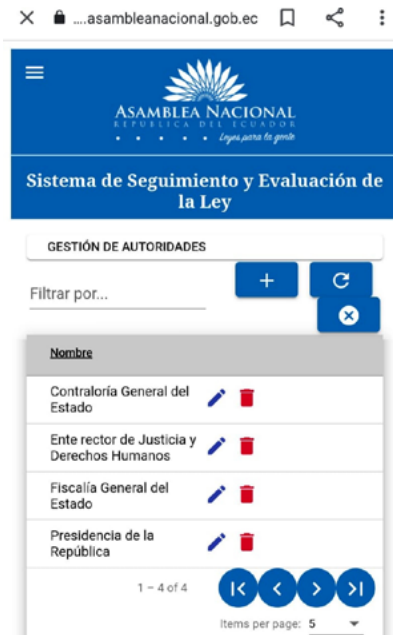 ....asambleanacional.gob.ec
ASAMBLEA NACIONAL
REPÚBLICA DEL ECUADOR
Leyes para la gente
Sistema de Seguimiento y Evaluación de
la Ley
GESTIÓN DE AUTORIDADES
Filtrar por...
Nombre
Contraloría General del
Estado
Ente rector de Justicia y
Derechos Humanos
Fiscalía General del
Estado
Presidencia de la
República
1 – 4 of 4
Items per page: 5